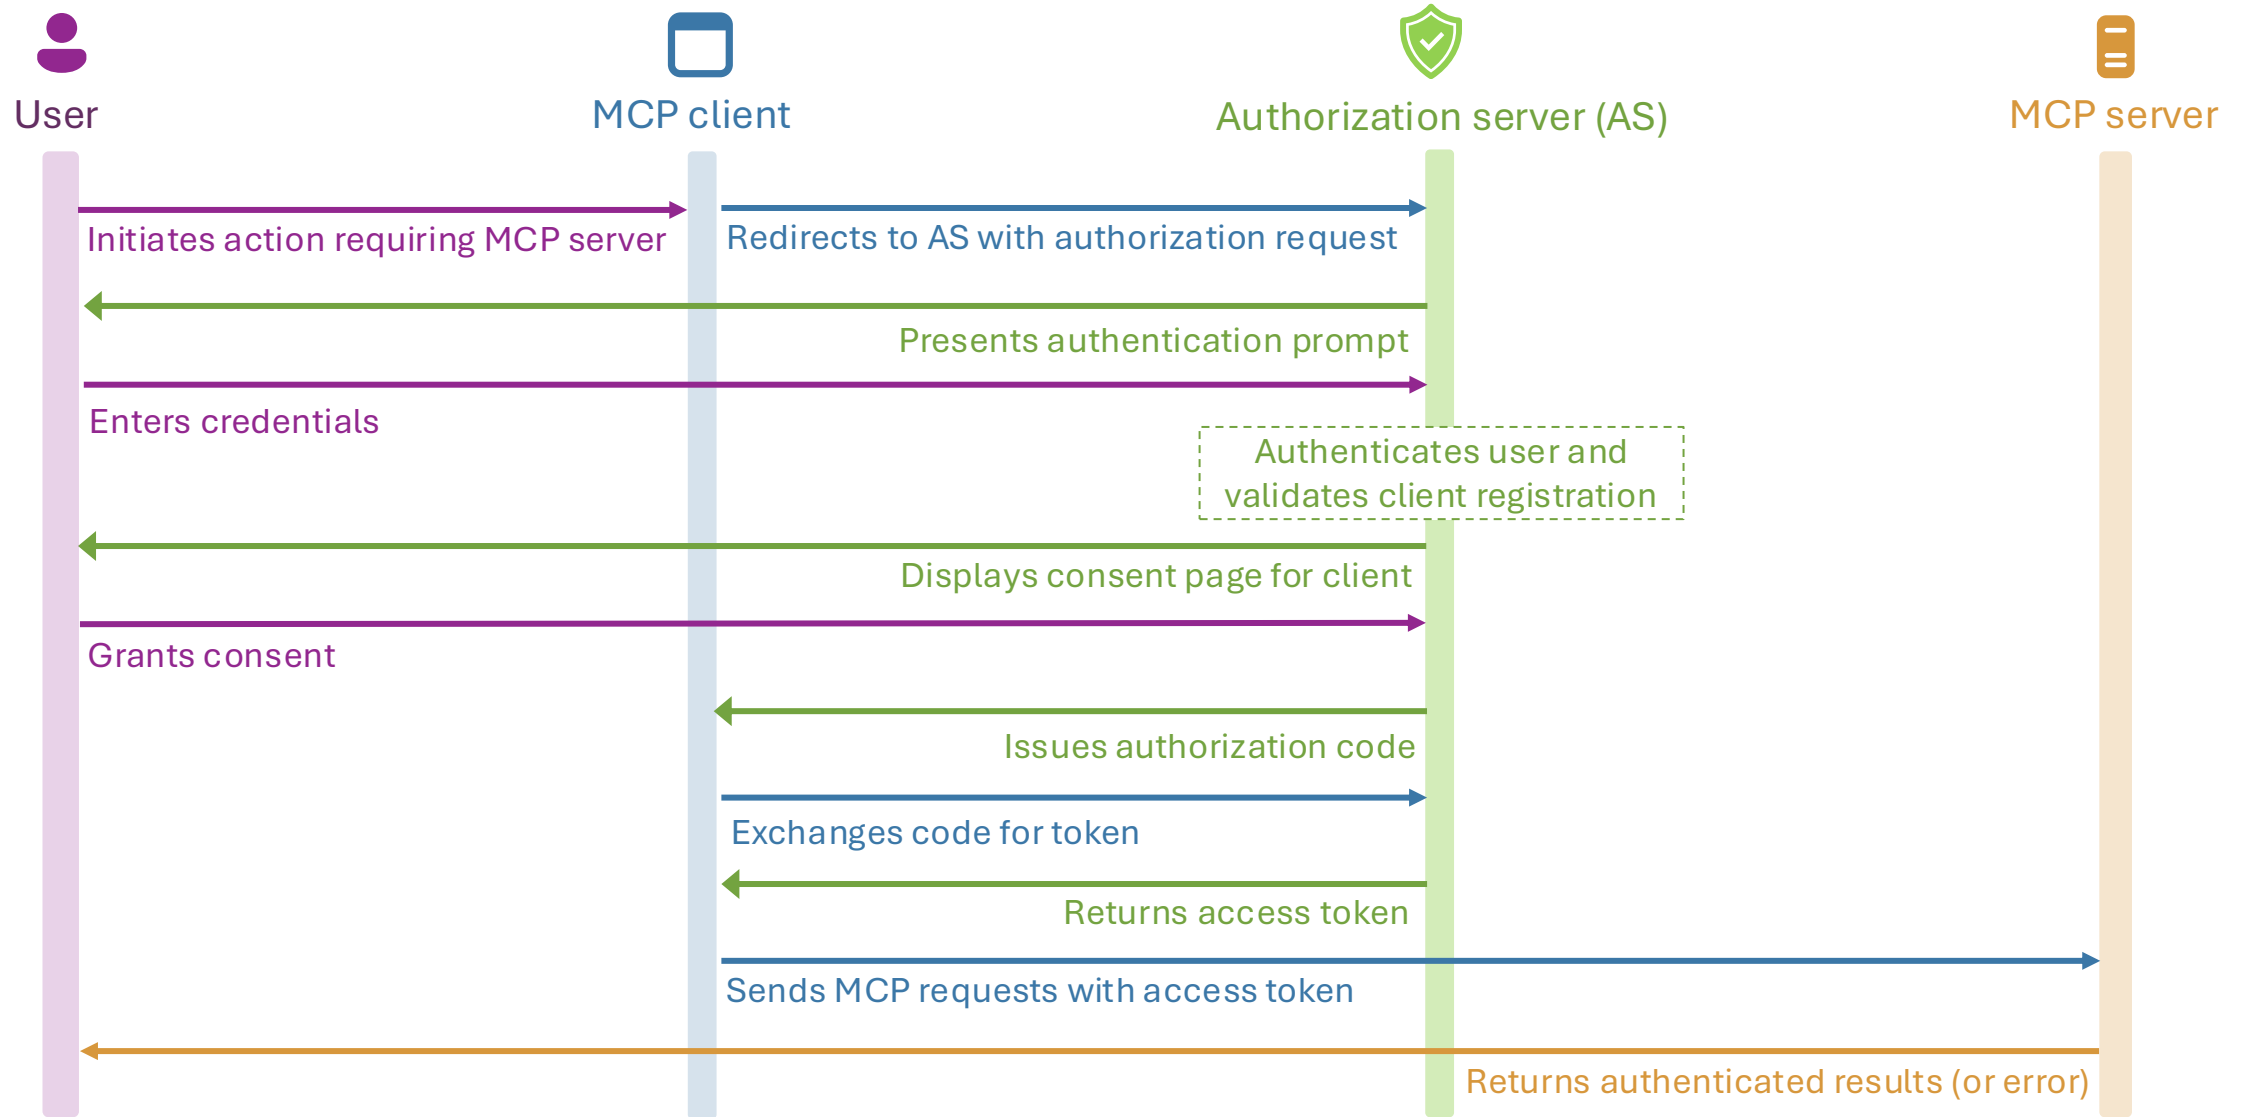 User
MCP client
Authorization server (AS)
MCP server
Initiates action requiring MCP server
Redirects to AS with authorization request
Presents authentication prompt
Enters credentials
Authenticates user and
validates client registration
Displays consent page for client
Grants consent
Issues authorization code
Exchanges code for token
Returns access token
Sends MCP requests with access token
Returns authenticated results (or error)